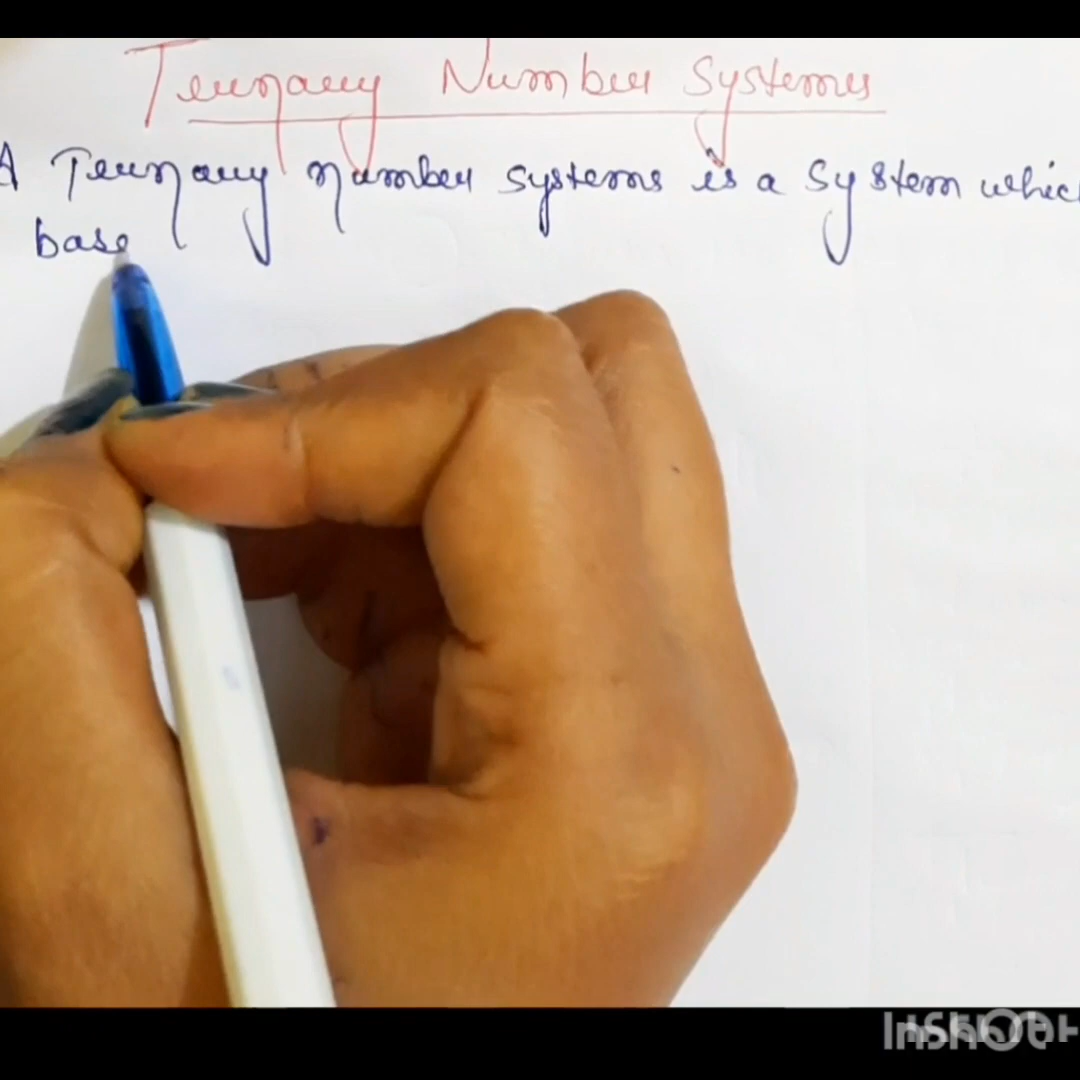 Ternary Number Systems
A Ternary number systems is a system which
base
INSHOT